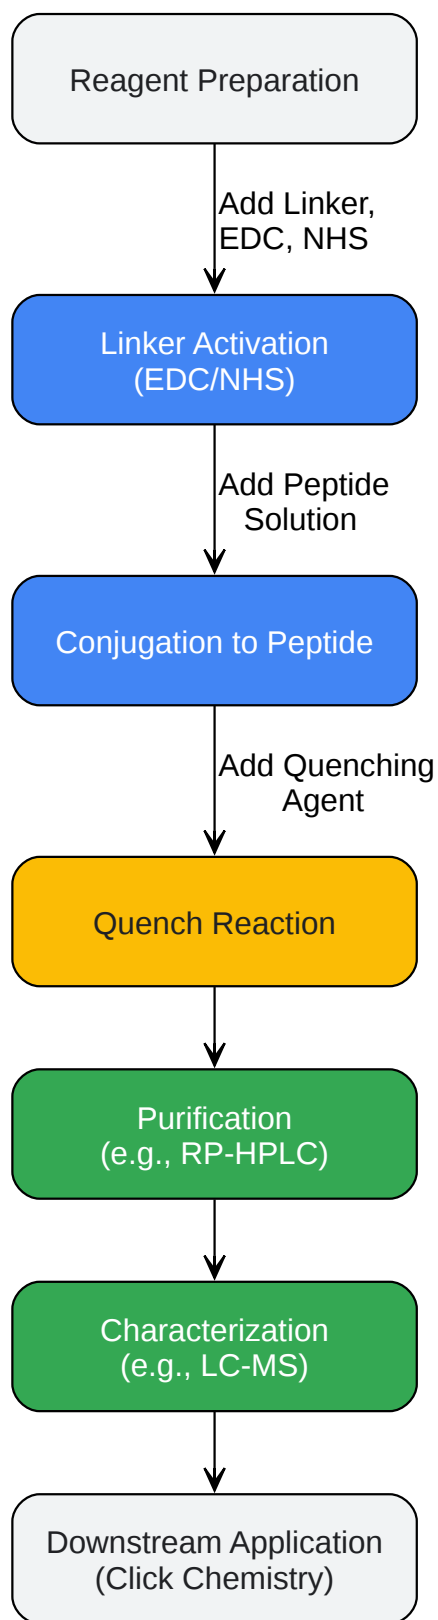 Reagent Preparation
Add Linker,
EDC, NHS
Linker Activation
(EDC/NHS)
Add Peptide
Solution
Conjugation to Peptide
Add Quenching
Agent
Quench Reaction
Purification
(e.g., RP-HPLC)
Characterization
(e.g., LC-MS)
Downstream Application
(Click Chemistry)